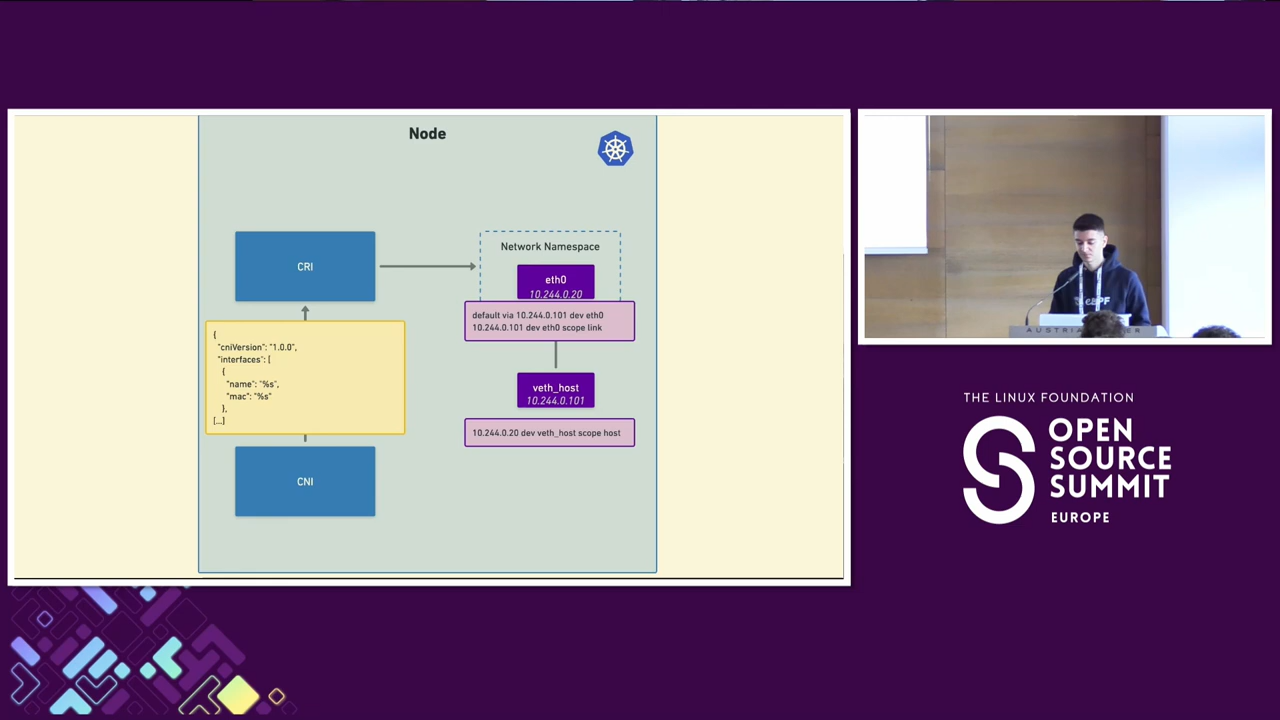 Node
CRI
Network Namespace
eth0
10.244.0.20
default via 10.244.0.101 dev eth0
10.244.0.101 dev eth0 scope link
{
"cniVersion": "1.0.0",
"interfaces": [
{
"name": "%s",
"mac": "%s"
},
[...]
veth_host
10.244.0.101
10.244.0.20 dev veth_host scope host
CNI
THE LINUX FOUNDATION
OPEN
SOURCE
SUMMIT
EUROPE